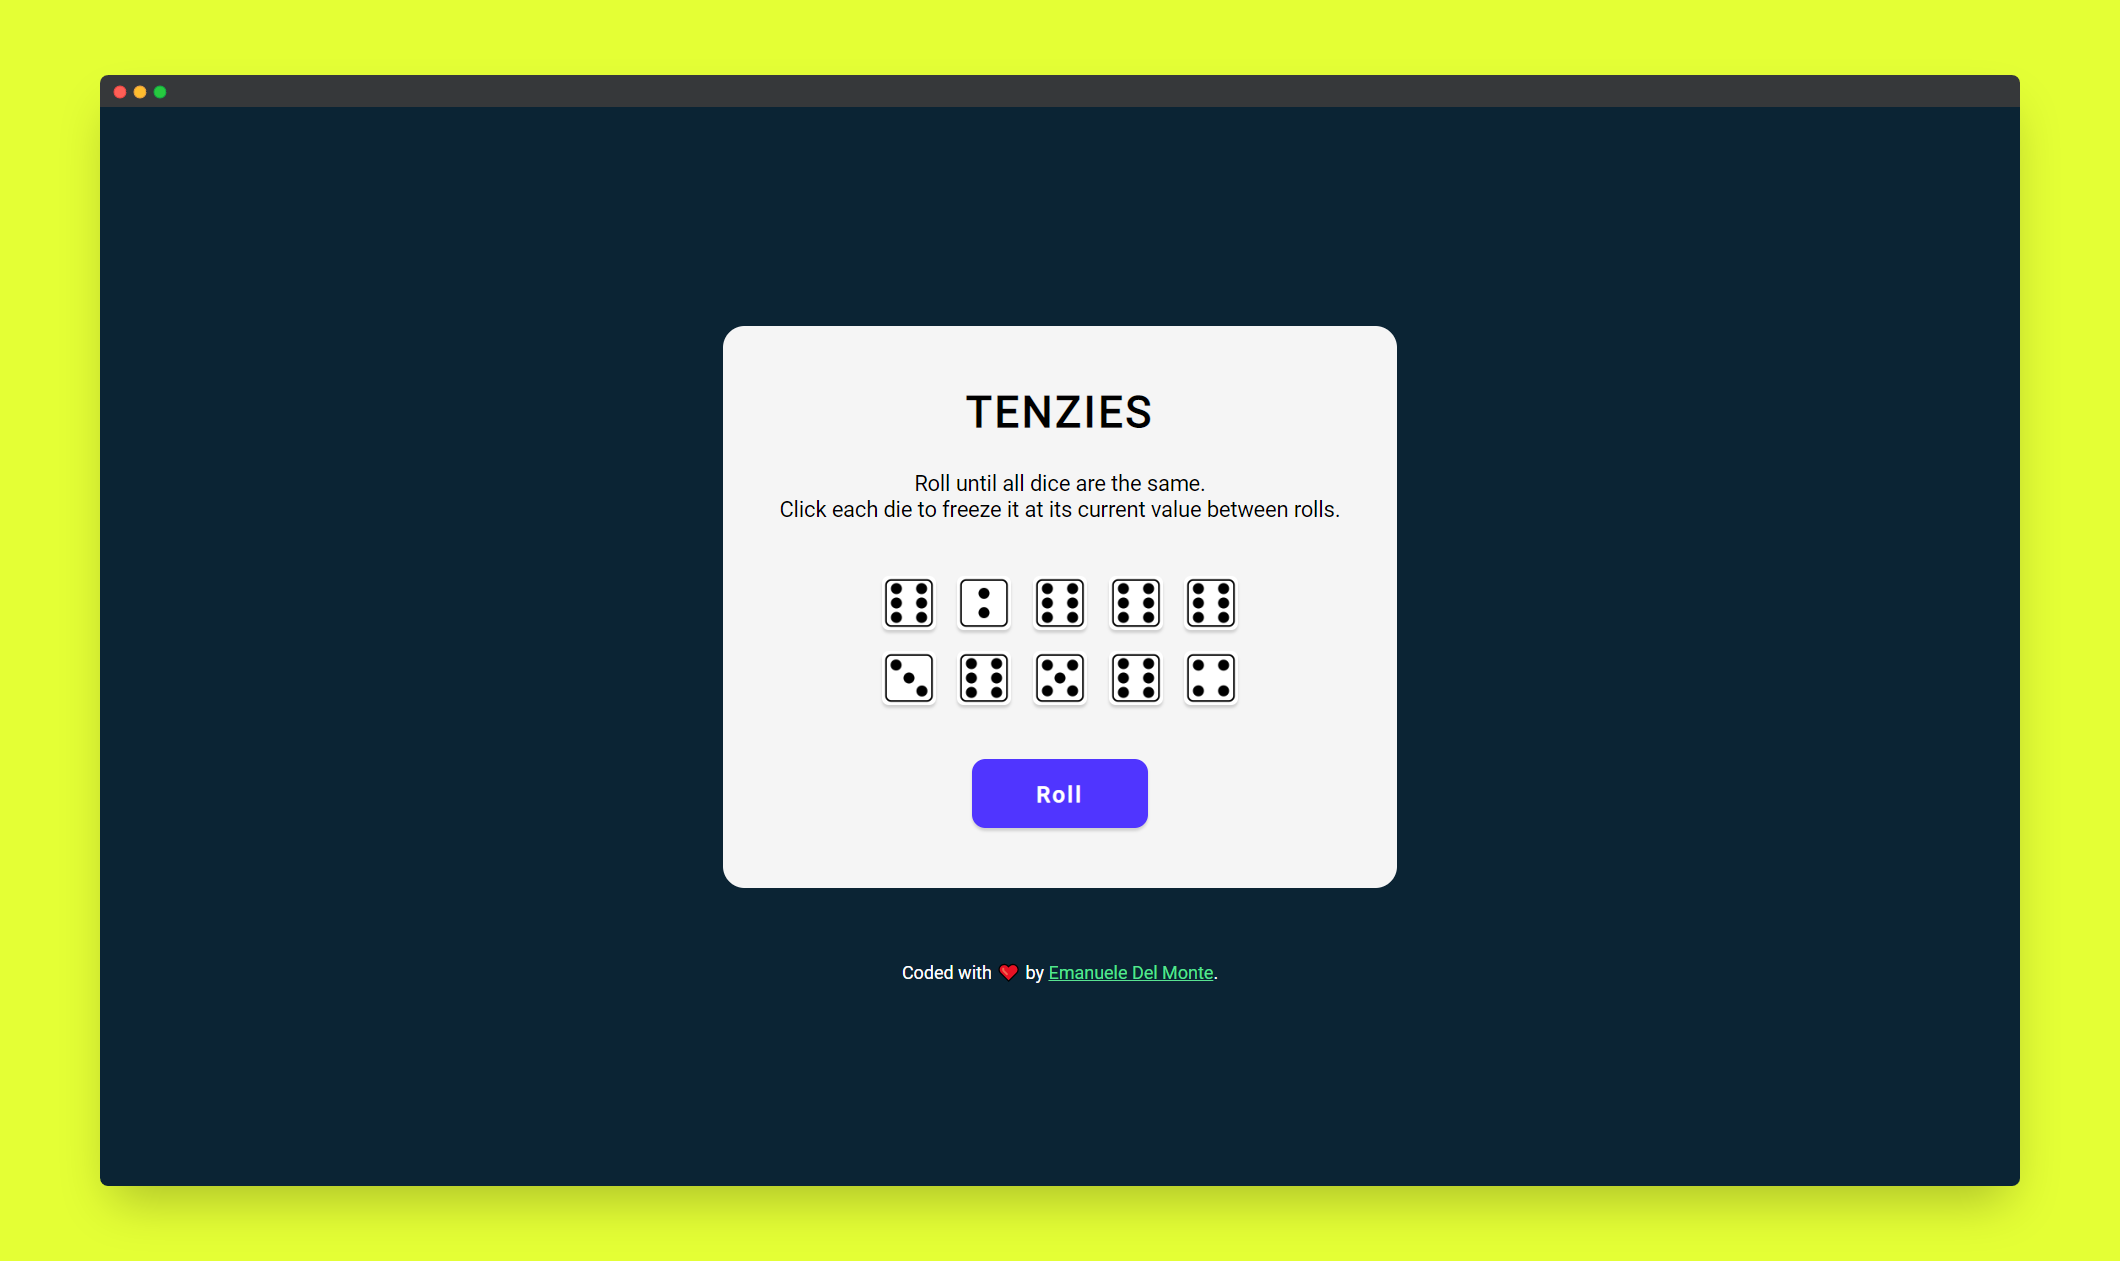 TENZIES
Roll until all dice are the same.
Click each die to freeze it at its current value between rolls.
Roll
Coded with ❤️ by Emanuele Del Monte.